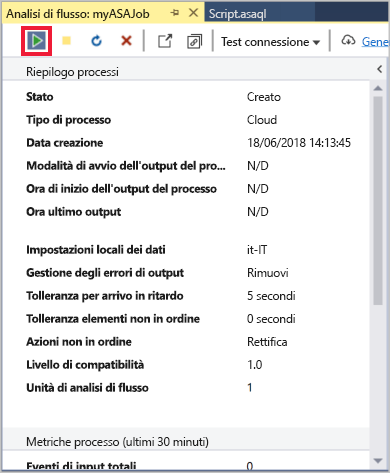 Analisi di flusso: myASAJob
Script.asaql
Test connessione
Gene
Riepilogo processi
Stato Creato
Tipo di processo Cloud
Data creazione 18/06/2018 14:13:45
Modalità di avvio dell'output del pro... N/D
Ora di inizio dell'output del processo N/D
Ora ultimo output N/D
Impostazioni locali dei dati it-IT
Gestione degli errori di output Rimuovi
Tolleranza per arrivo in ritardo 5 secondi
Tolleranza elementi non in ordine 0 secondi
Azioni non in ordine Rettifica
Livello di compatibilità 1.0
Unità di analisi di flusso 1
Metriche processo (ultimi 30 minuti)
Eventi di input totali 0